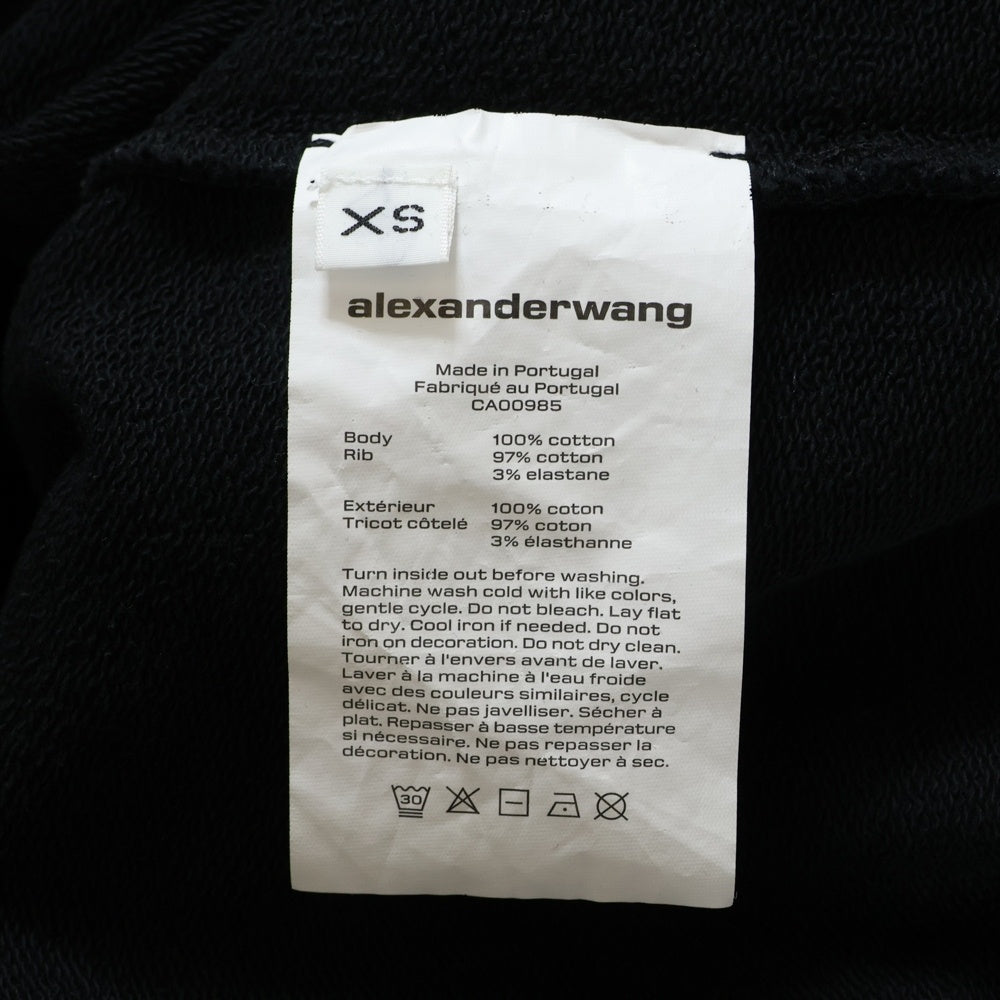 XS
alexanderwang
Made in Portugal
Fabriqué au Portugal
CA00985
Body 100% cotton
Rib 97% cotton
3% elastane
Extérieur 100% coton
Tricot côtelé 97% coton
3% élasthanne
Turn inside out before washing.
Machine wash cold with like colors,
gentle cycle. Do not bleach. Lay flat
to dry. Cool iron if needed. Do not
iron on decoration. Do not dry clean.
Tourner à l'envers avant de laver.
Laver à la machine à l'eau froide
avec des couleurs similaires, cycle
délicat. Ne pas javelliser. Sécher à
plat. Repasser à basse température
si nécessaire. Ne pas repasser la
décoration. Ne pas nettoyer à sec.
30